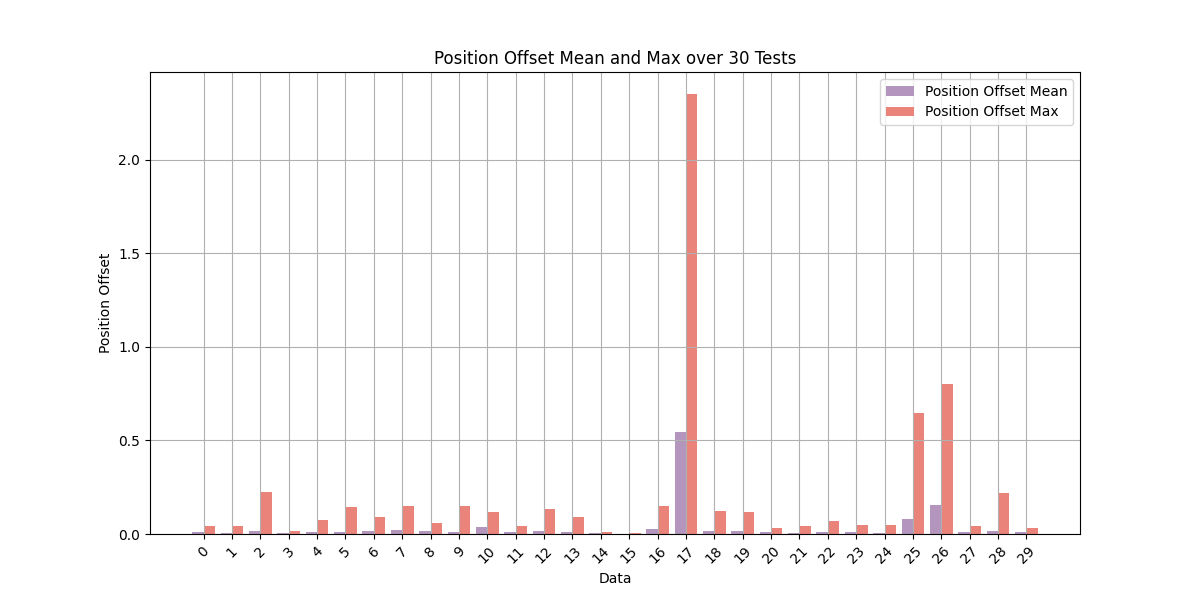 Position Offset Mean and Max over 30 Tests
Position Offset Mean
Position Offset Max
Position Offset
2.0
1.5
1.0
0.5
0.0
0 1 2 3 4 5 6 7 8 9 10 11 12 13 14 15 16 17 18 19 20 21 22 23 24 25 26 27 28 29
Data